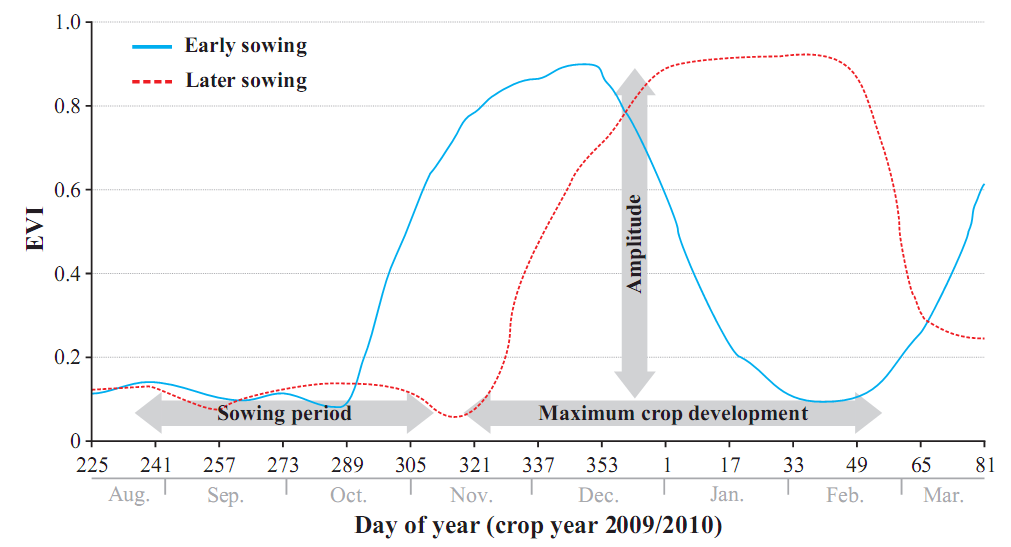 1.0
0.8
0.6
0.4
0.2
0
EVI
Early sowing
Later sowing
Amplitude
Sowing period
Maximum crop development
225 241 257 273 289 305 321 337 353 1 17 33 49 65 81
Aug. Sep. Oct. Nov. Dec. Jan. Feb. Mar.
Day of year (crop year 2009/2010)